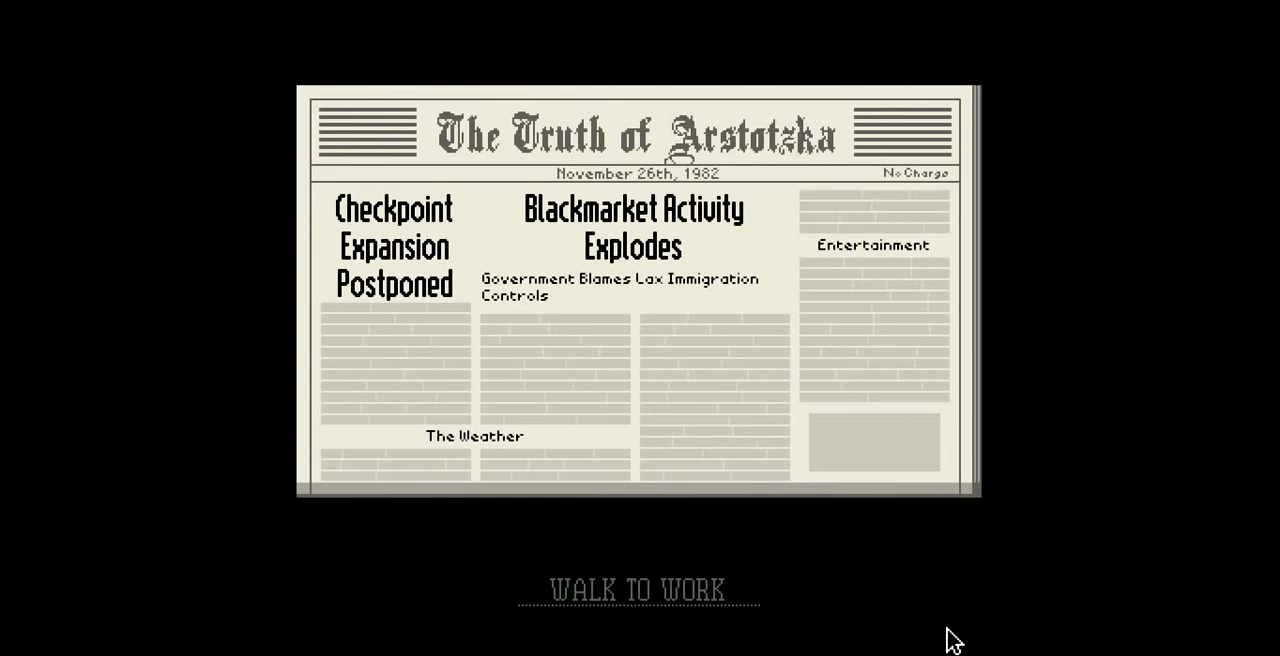 The Truth of Arstotzka
November 26th, 1982
No Charge
Checkpoint
Expansion
Postponed
Blackmarket Activity
Explodes
Government Blames Lax Immigration
Controls
Entertainment
The Weather
WALK TO WORK